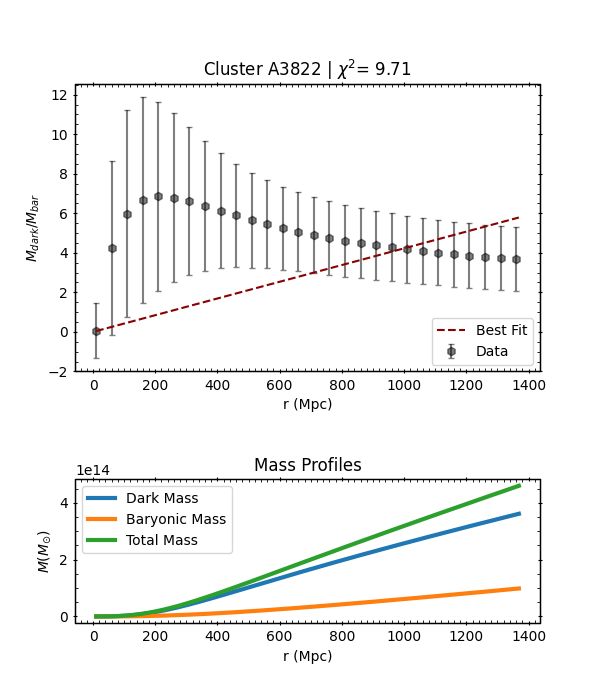 Cluster A3822 | χ²= 9.71
12
10
8
6
4
2
0
−2
M_dark/M_bar
Best Fit
Data
0 200 400 600 800 1000 1200 1400
r (Mpc)
Mass Profiles
1e14
4
2
0
M(M_⊙)
Dark Mass
Baryonic Mass
Total Mass
0 200 400 600 800 1000 1200 1400
r (Mpc)